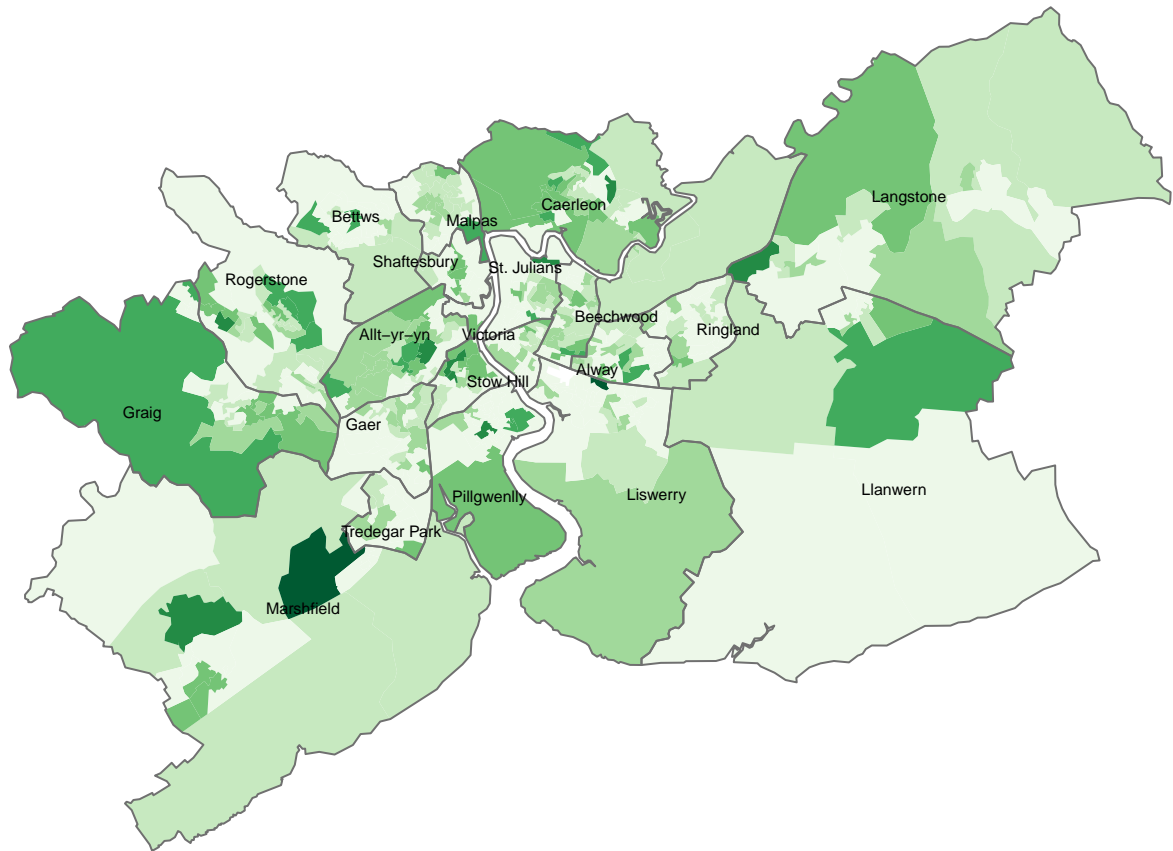 Langstone
Caerleon
Bettws
Malpas
Shaftesbury
St. Julians
Rogerstone
Beechwood
Ringland
Allt−yr−yn
Victoria
Alway
Stow Hill
Graig
Gaer
Llanwern
Liswerry
Pillgwenlly
Tredegar Park
Marshfield